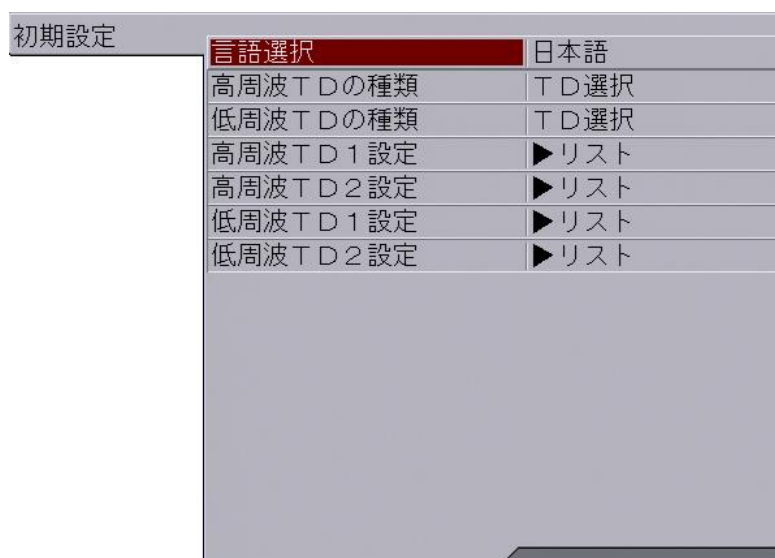 初期設定
言語選択 日本語
高周波ＴＤの種類 ＴＤ選択
低周波ＴＤの種類 ＴＤ選択
高周波ＴＤ１設定 ▶リスト
高周波ＴＤ２設定 ▶リスト
低周波ＴＤ１設定 ▶リスト
低周波ＴＤ２設定 ▶リスト